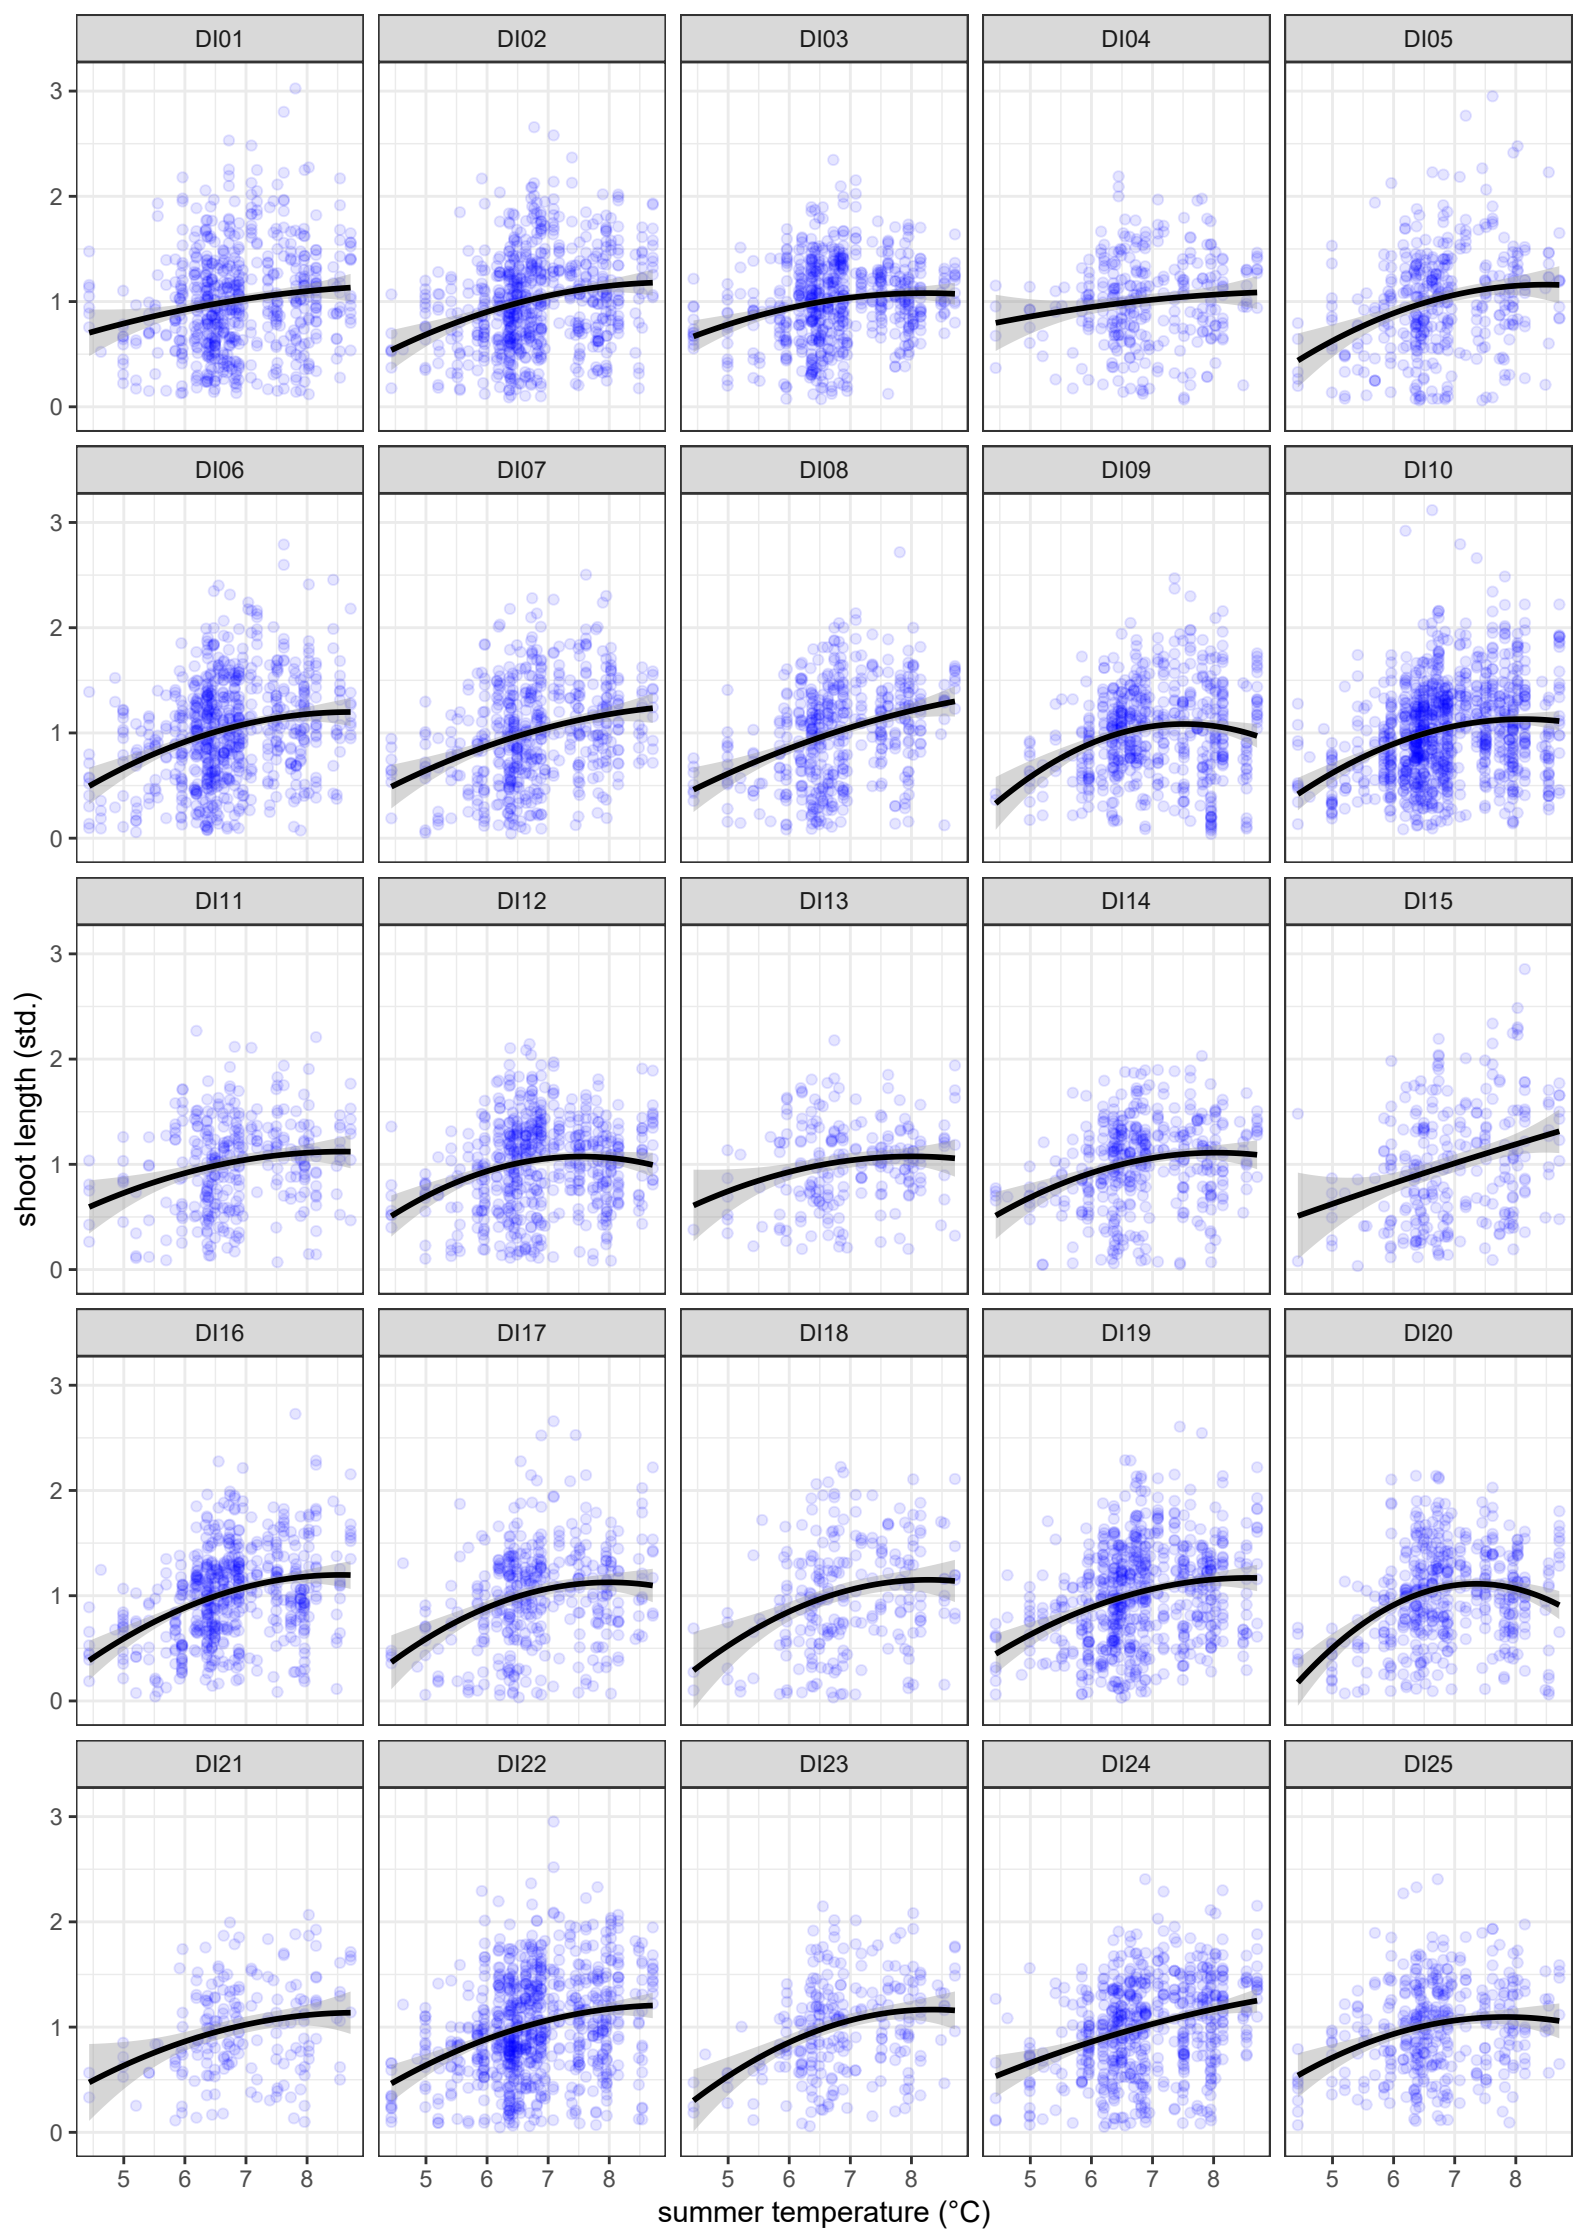 DI01 DI02 DI03 DI04 DI05
3
2
1
0
DI06 DI07 DI08 DI09 DI10
3
2
1
0
DI11 DI12 DI13 DI14 DI15
3
2
1
0
shoot length (std.)
DI16 DI17 DI18 DI19 DI20
3
2
1
0
DI21 DI22 DI23 DI24 DI25
3
2
1
0
5 6 7 8 5 6 7 8 5 6 7 8 5 6 7 8 5 6 7 8
summer temperature (°C)